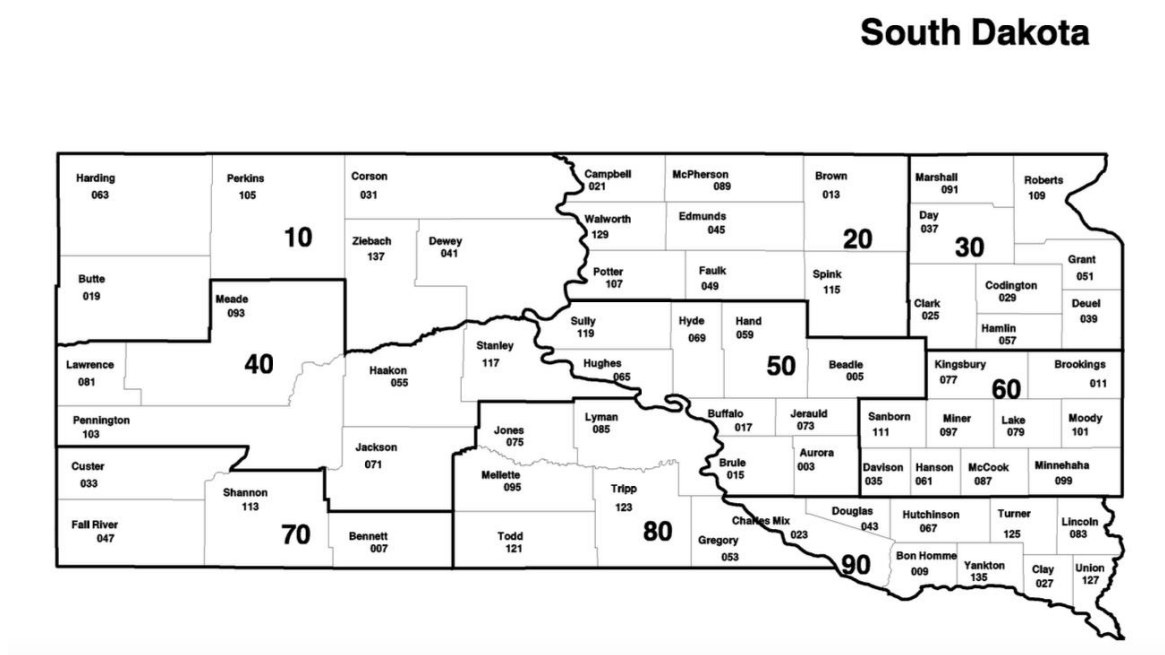 South Dakota
Harding
063
Perkins
105
Corson
031
Campbell
021
McPherson
089
Brown
013
Marshall
091
Roberts
109
10
Ziebach
137
Dewey
041
Walworth
129
Edmunds
045
20
Day
037
30
Butte
019
Potter
107
Faulk
049
Spink
115
Grant
051
Codington
029
Deuel
039
Clark
025
Hamlin
057
Meade
093
40
Lawrence
081
Haakon
055
Stanley
117
Sully
119
Hyde
069
Hand
059
50
Hughes
065
Beadle
005
Kingsbury
077
60
Brookings
011
Pennington
103
Jackson
071
Jones
075
Lyman
085
Buffalo
017
Jerauld
073
Sanborn
111
Miner
097
Lake
079
Moody
101
Custer
033
Mellette
095
Brule
015
Aurora
003
Davison
035
Hanson
061
McCook
087
Minnehaha
099
Shannon
113
Tripp
123
80
70
Fall River
047
Bennett
007
Todd
121
Gregory
053
Charles Mix
023
Douglas
043
Hutchinson
067
Turner
125
Lincoln
083
90
Bon Homme
009
Yankton
135
Clay
027
Union
127